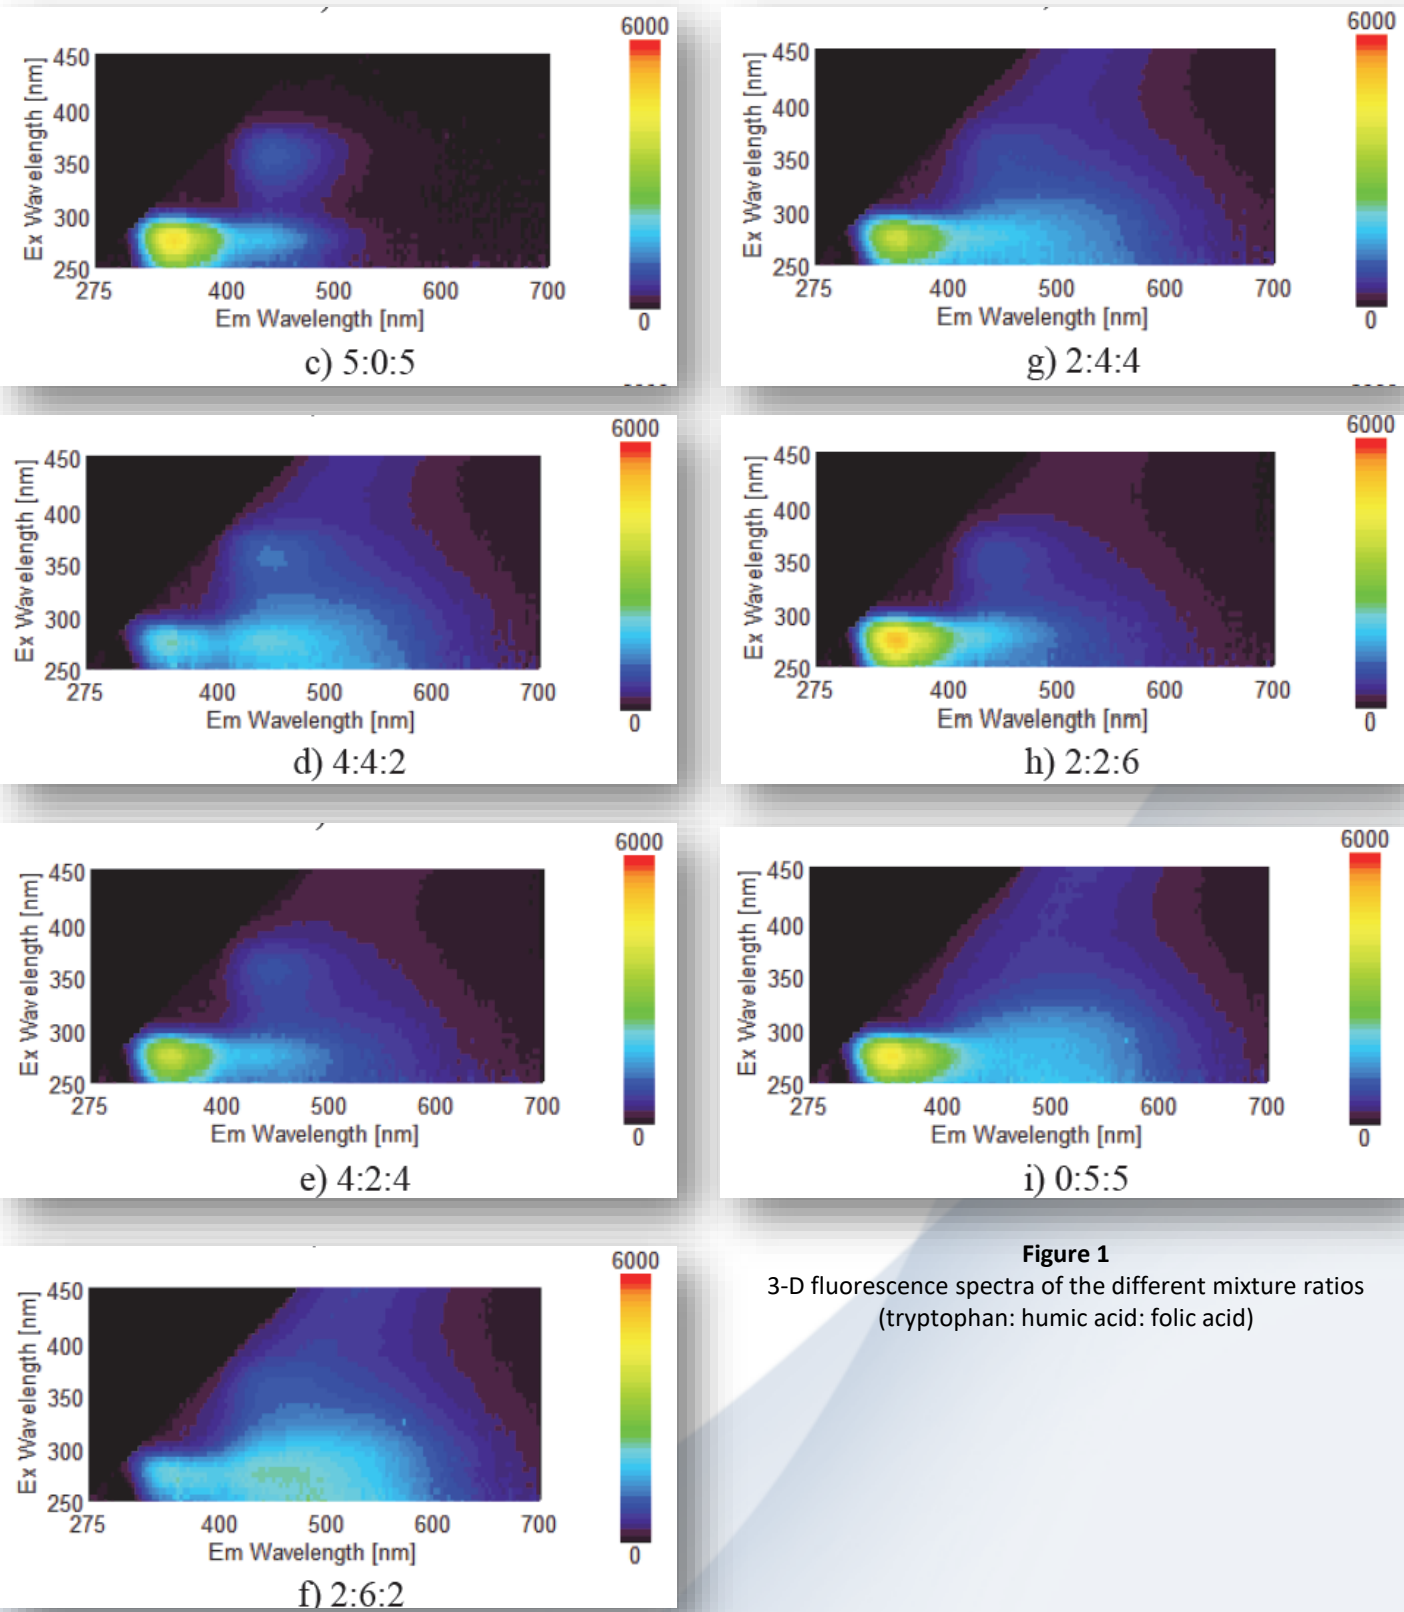 6000
450
400
350
300
250
Ex Wavelength [nm]
275 400 500 600 700
Em Wavelength [nm]
0
c) 5:0:5
6000
450
400
350
300
250
Ex Wavelength [nm]
275 400 500 600 700
Em Wavelength [nm]
0
g) 2:4:4
6000
450
400
350
300
250
Ex Wavelength [nm]
275 400 500 600 700
Em Wavelength [nm]
0
d) 4:4:2
6000
450
400
350
300
250
Ex Wavelength [nm]
275 400 500 600 700
Em Wavelength [nm]
0
h) 2:2:6
6000
450
400
350
300
250
Ex Wavelength [nm]
275 400 500 600 700
Em Wavelength [nm]
0
e) 4:2:4
6000
450
400
350
300
250
Ex Wavelength [nm]
275 400 500 600 700
Em Wavelength [nm]
0
i) 0:5:5
6000
450
400
350
300
250
Ex Wavelength [nm]
275 400 500 600 700
Em Wavelength [nm]
0
f) 2:6:2
Figure 1
3-D fluorescence spectra of the different mixture ratios
(tryptophan: humic acid: folic acid)